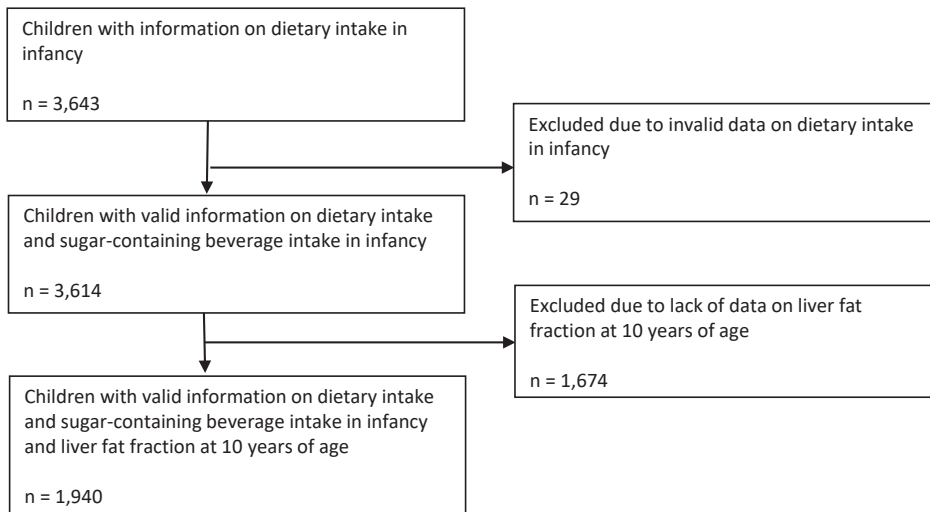 Children with information on dietary intake in
infancy
n = 3,643
Excluded due to invalid data on dietary intake
in infancy
n = 29
Children with valid information on dietary intake
and sugar-containing beverage intake in infancy
n = 3,614
Excluded due to lack of data on liver fat
fraction at 10 years of age
n = 1,674
Children with valid information on dietary intake
and sugar-containing beverage intake in infancy
and liver fat fraction at 10 years of age
n = 1,940